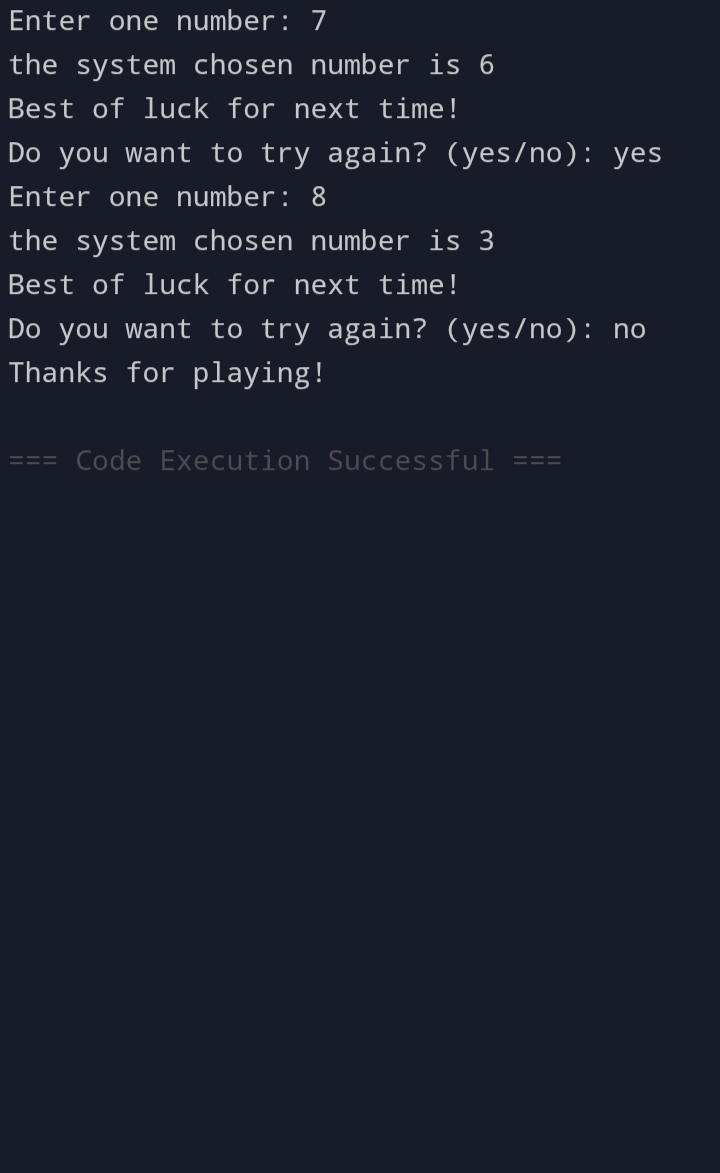 Enter one number: 7
the system chosen number is 6
Best of luck for next time!
Do you want to try again? (yes/no): yes
Enter one number: 8
the system chosen number is 3
Best of luck for next time!
Do you want to try again? (yes/no): no
Thanks for playing!
=== Code Execution Successful ===